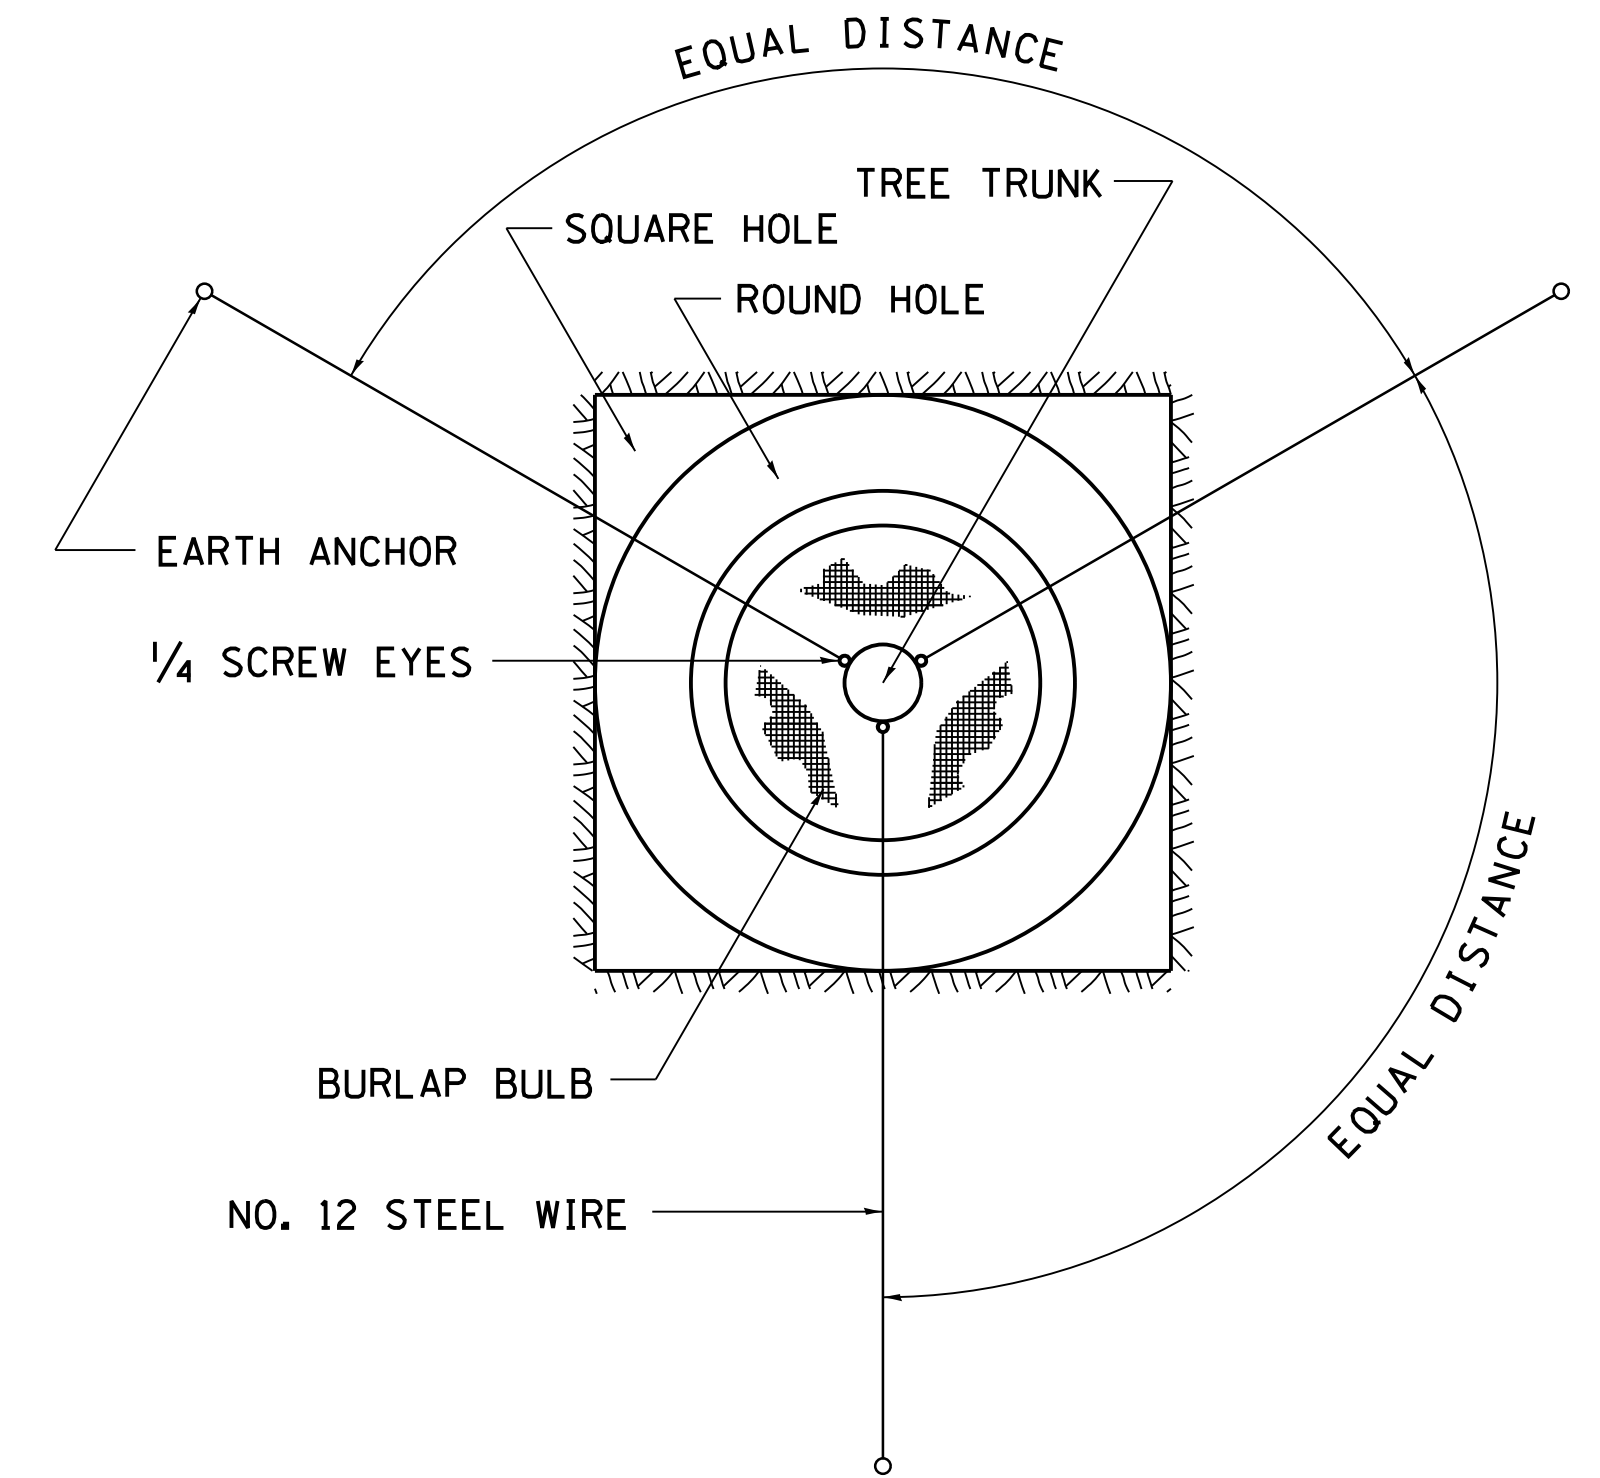 EQUAL DISTANCE
TREE TRUNK
SQUARE HOLE
ROUND HOLE
EARTH ANCHOR
1/4 SCREW EYES
EQUAL DISTANCE
BURLAP BULB
NO. 12 STEEL WIRE